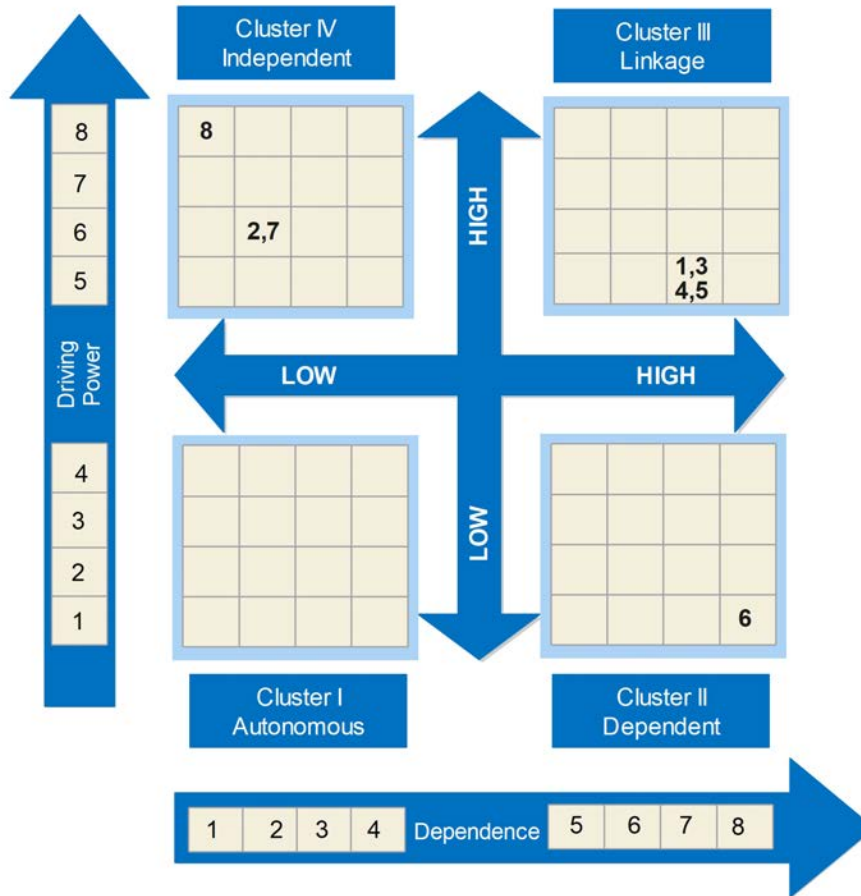 Cluster IV
Independent
Cluster III
Linkage
8
7
6
5
Driving
Power
4
3
2
1
8
2,7
HIGH
1,3
4,5
LOW
HIGH
LOW
6
Cluster I
Autonomous
Cluster II
Dependent
1 2 3 4 Dependence 5 6 7 8